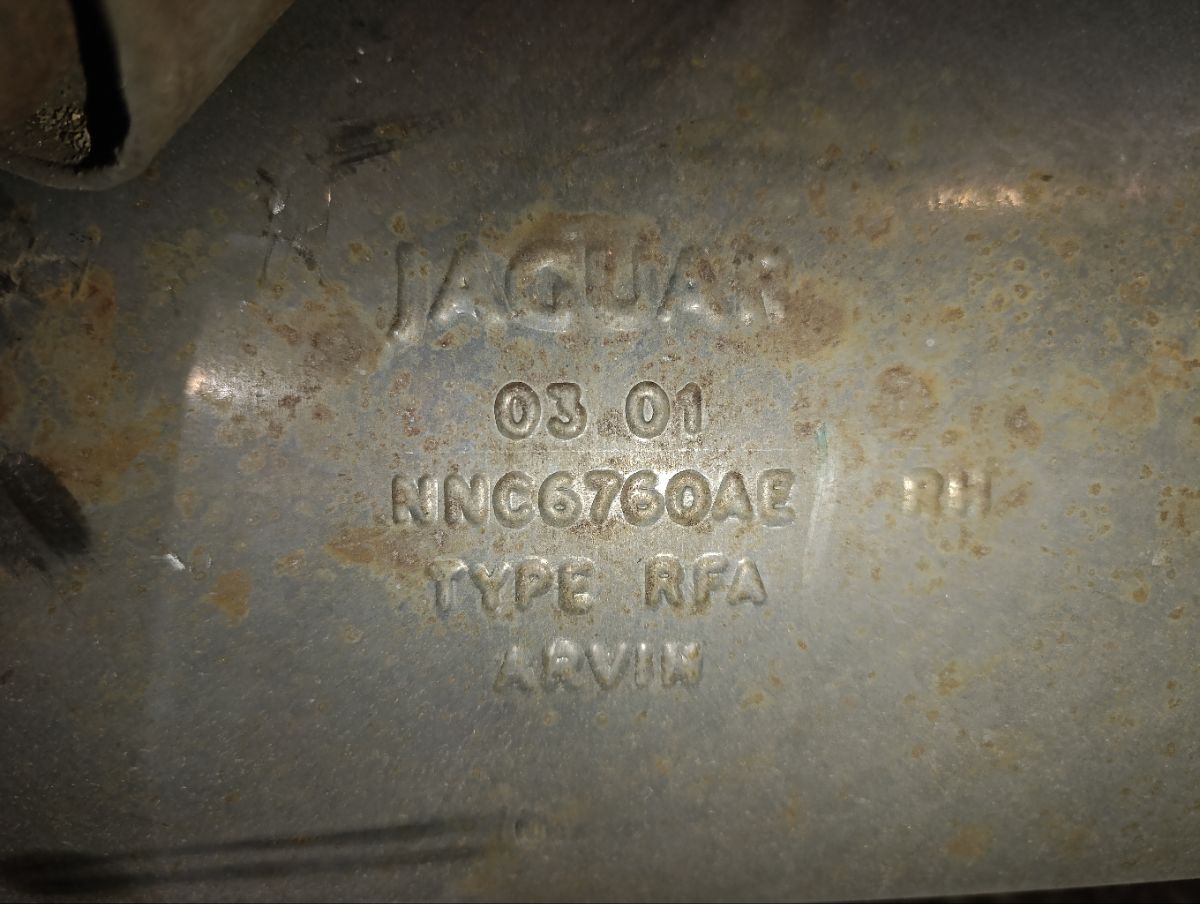 JAGUAR
03 01
NNC6760AE RH
TYPE RFA
ARVIN